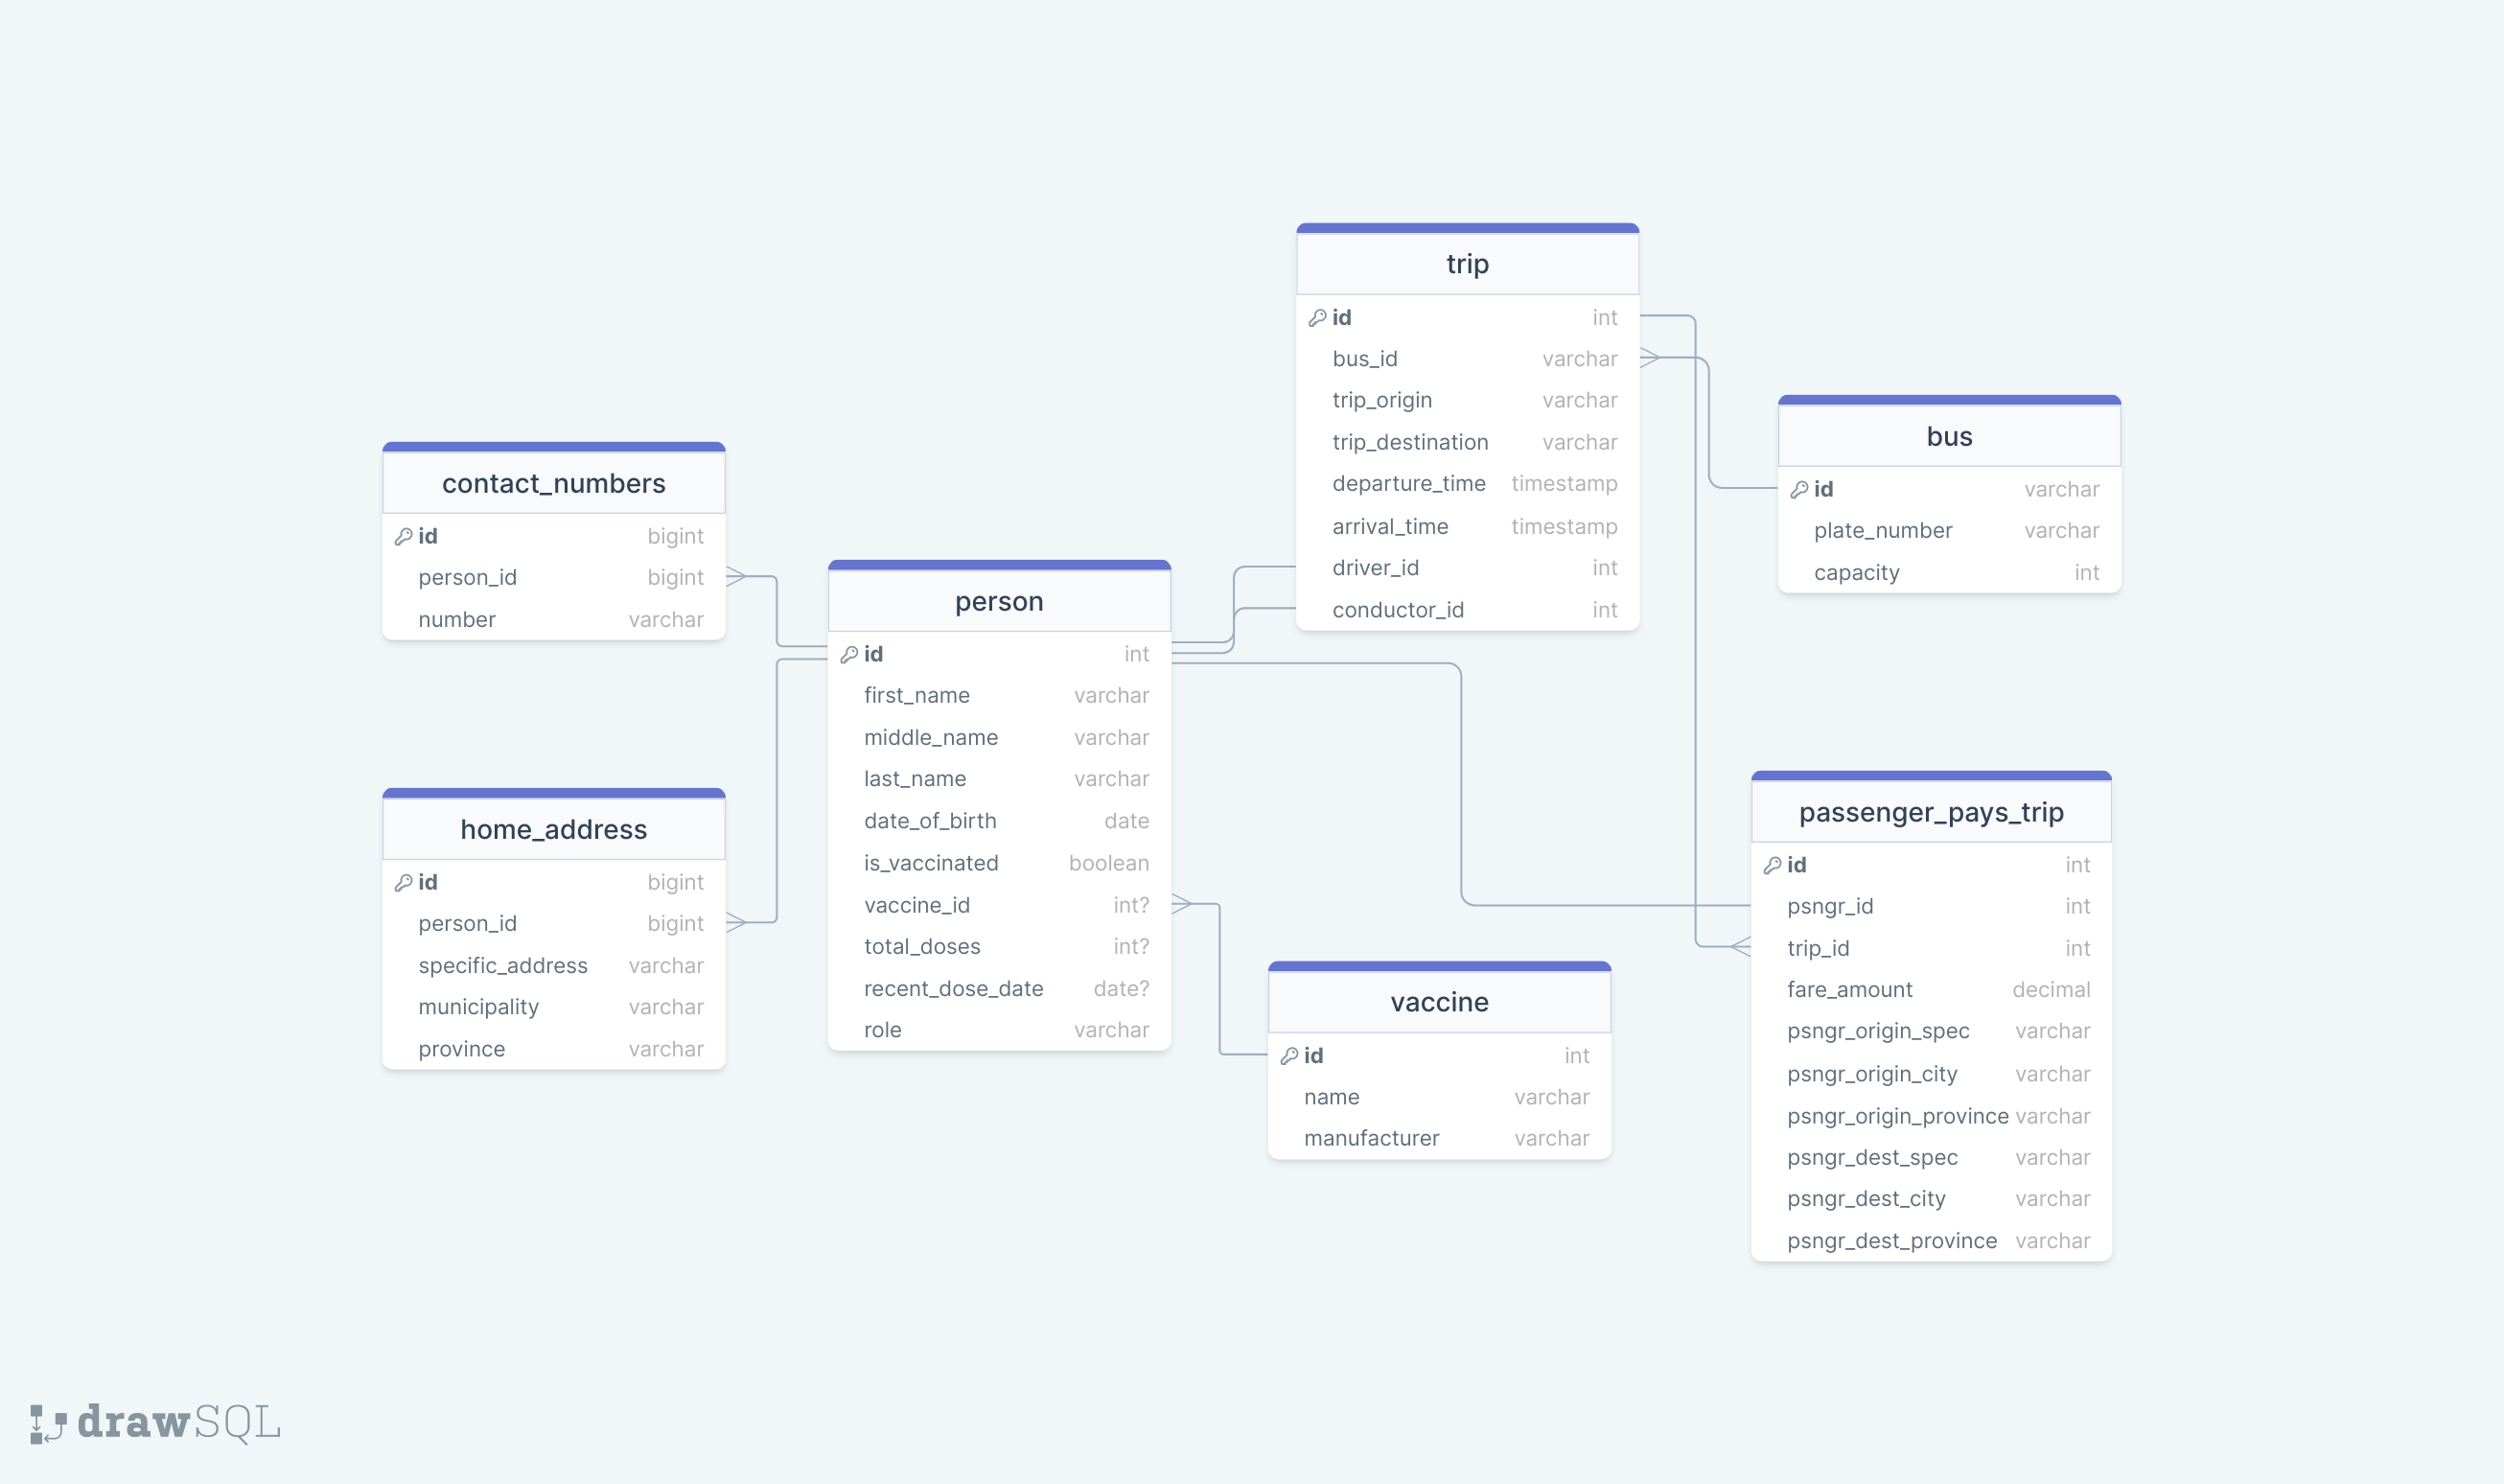 trip
id int
bus_id varchar
trip_origin varchar
trip_destination varchar
departure_time timestamp
arrival_time timestamp
driver_id int
conductor_id int
bus
id varchar
plate_number varchar
capacity int
contact_numbers
id bigint
person_id bigint
number varchar
person
id int
first_name varchar
middle_name varchar
last_name varchar
date_of_birth date
is_vaccinated boolean
vaccine_id int?
total_doses int?
recent_dose_date date?
role varchar
home_address
id bigint
person_id bigint
specific_address varchar
municipality varchar
province varchar
passenger_pays_trip
id int
psngr_id int
trip_id int
fare_amount decimal
psngr_origin_spec varchar
psngr_origin_city varchar
psngr_origin_province varchar
psngr_dest_spec varchar
psngr_dest_city varchar
psngr_dest_province varchar
vaccine
id int
name varchar
manufacturer varchar
drawSQL